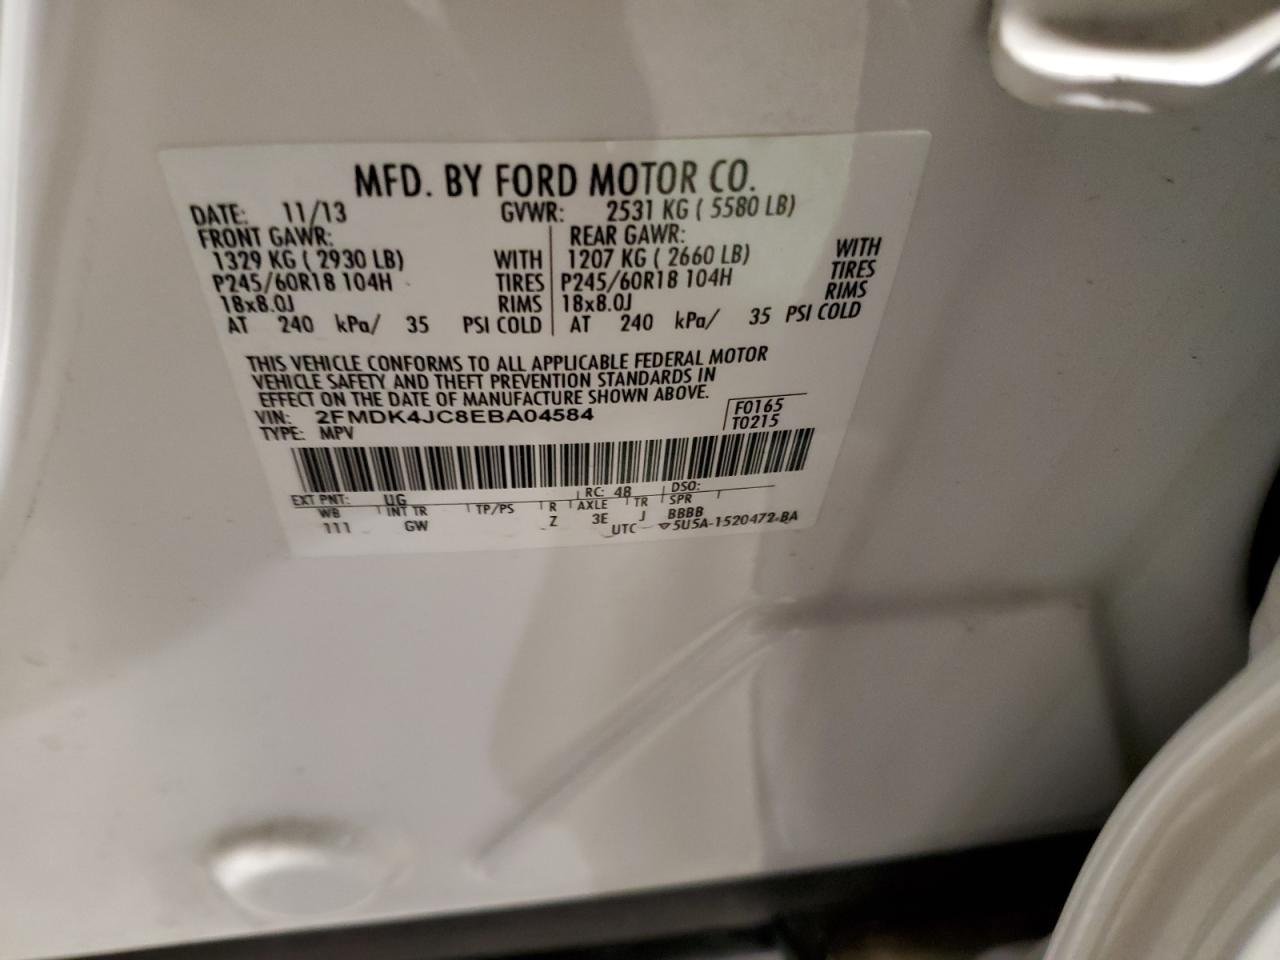 MFD. BY FORD MOTOR CO.
DATE: 11/13 GVWR: 2531 KG ( 5580 LB)
FRONT GAWR: REAR GAWR:
1329 KG ( 2930 LB) WITH 1207 KG ( 2660 LB) WITH
P245/60R18 104H TIRES P245/60R18 104H TIRES
18x8.0J RIMS 18x8.0J RIMS
AT 240 kPa/ 35 PSI COLD AT 240 kPa/ 35 PSI COLD
THIS VEHICLE CONFORMS TO ALL APPLICABLE FEDERAL MOTOR
VEHICLE SAFETY AND THEFT PREVENTION STANDARDS IN
EFFECT ON THE DATE OF MANUFACTURE SHOWN ABOVE.
VIN: 2FMDK4JC8EBA04584 F0165
TYPE: MPV T0215
EXT PNT: UG RC: 48 DSO:
WB INT TR TP/PS R AXLE TR SPR
111 GW Z 3E J BBBB
UTC 5U5A-1520472-BA